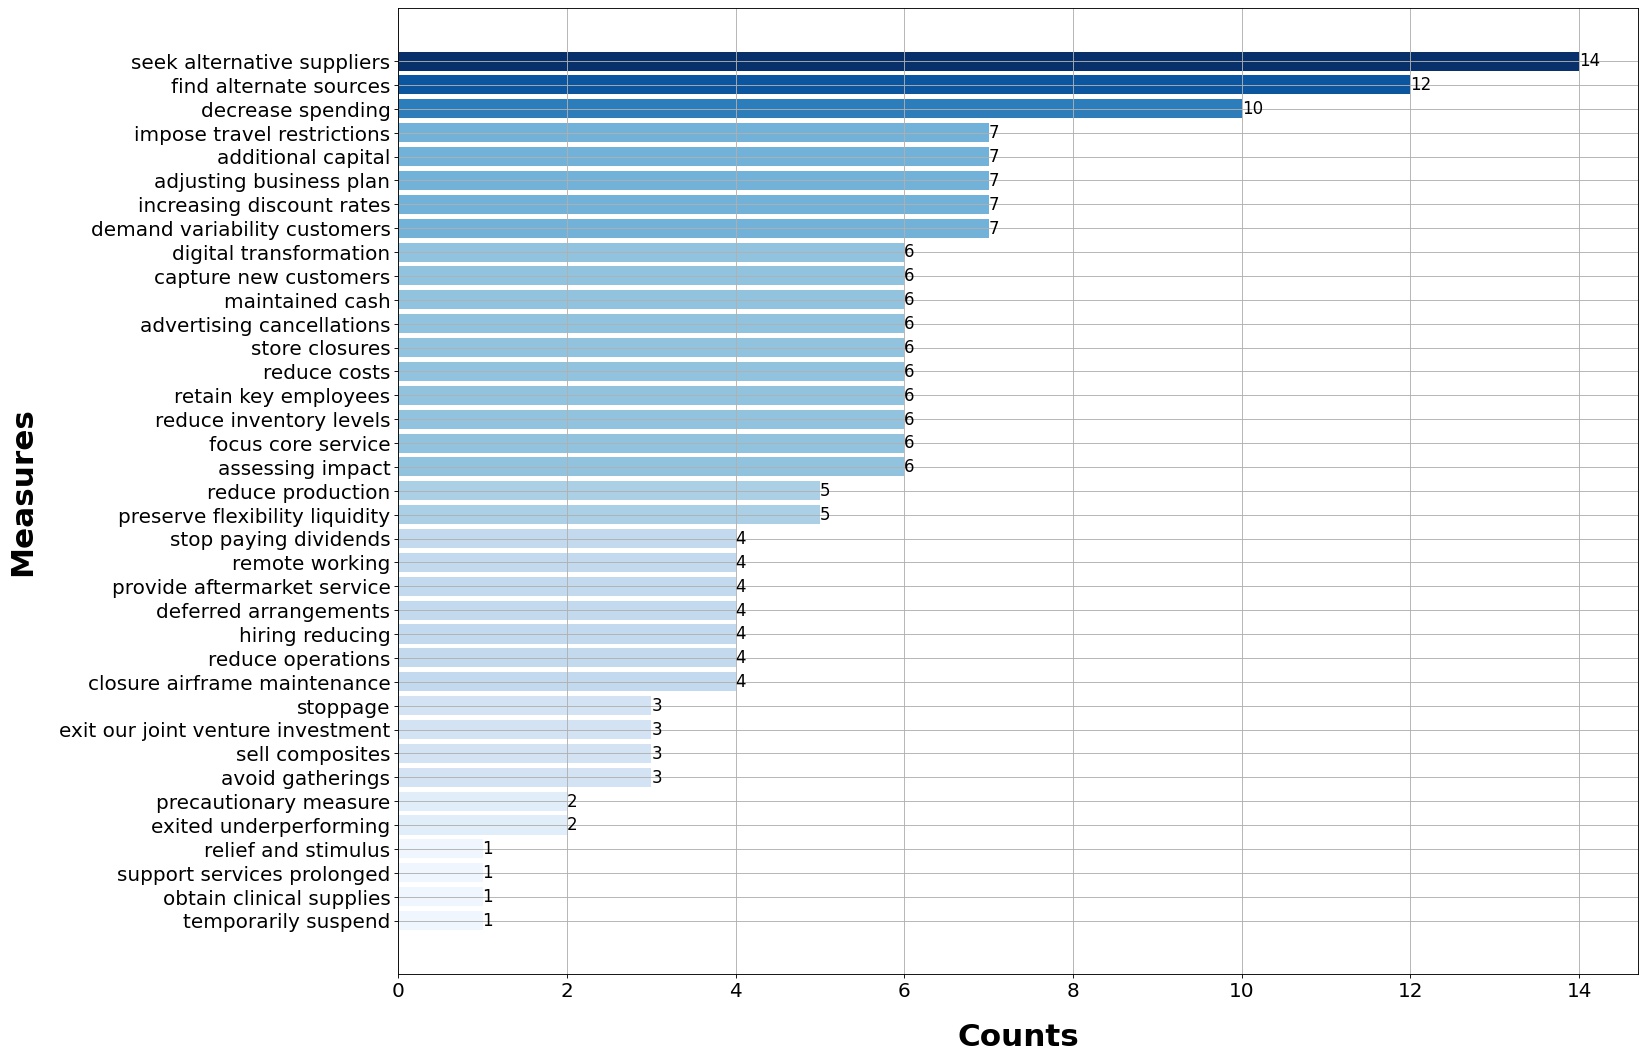 Measures
seek alternative suppliers 14
find alternate sources 12
decrease spending 10
impose travel restrictions 7
additional capital 7
adjusting business plan 7
increasing discount rates 7
demand variability customers 7
digital transformation 6
capture new customers 6
maintained cash 6
advertising cancellations 6
store closures 6
reduce costs 6
retain key employees 6
reduce inventory levels 6
focus core service 6
assessing impact 6
reduce production 5
preserve flexibility liquidity 5
stop paying dividends 4
remote working 4
provide aftermarket service 4
deferred arrangements 4
hiring reducing 4
reduce operations 4
closure airframe maintenance 4
stoppage 3
exit our joint venture investment 3
sell composites 3
avoid gatherings 3
precautionary measure 2
exited underperforming 2
relief and stimulus 1
support services prolonged 1
obtain clinical supplies 1
temporarily suspend 1
0 2 4 6 8 10 12 14
Counts